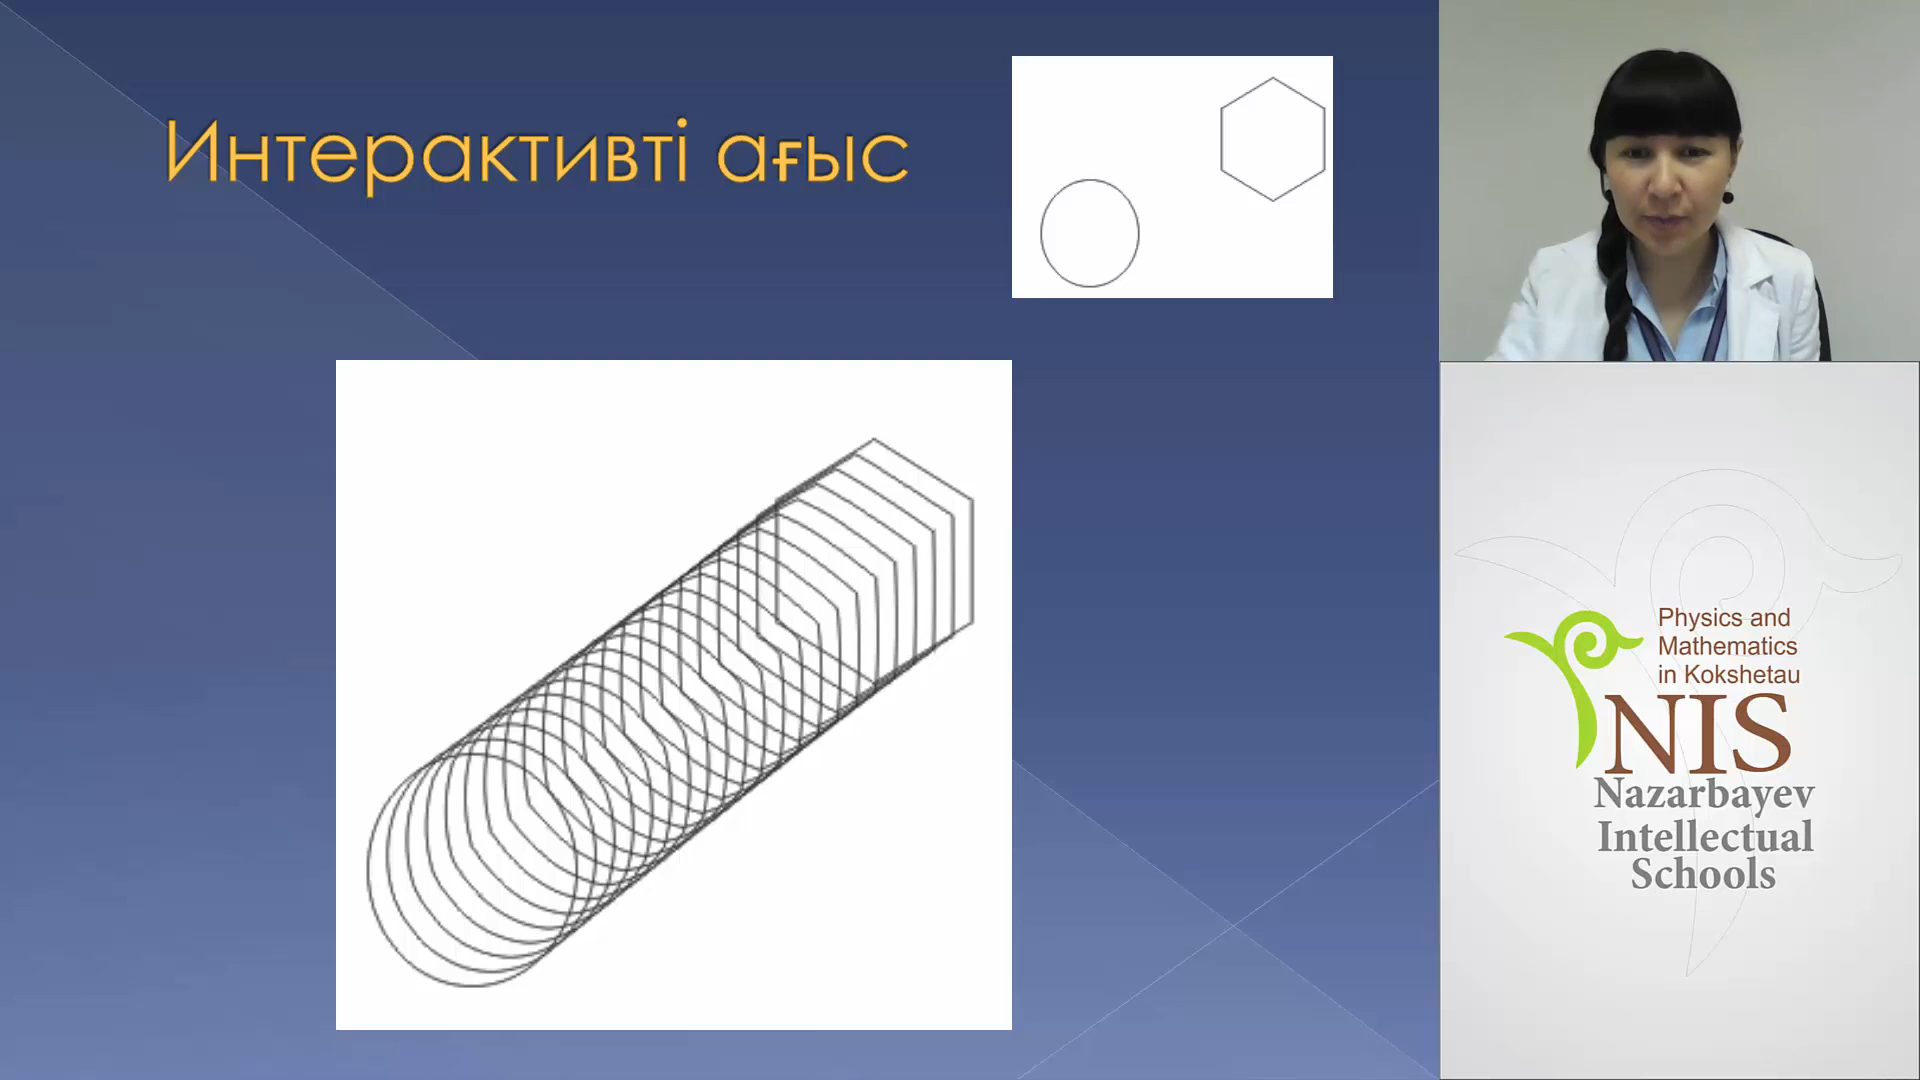 Интерактивті ағыс
Physics and
Mathematics
in Kokshetau
NIS
Nazarbayev
Intellectual
Schools